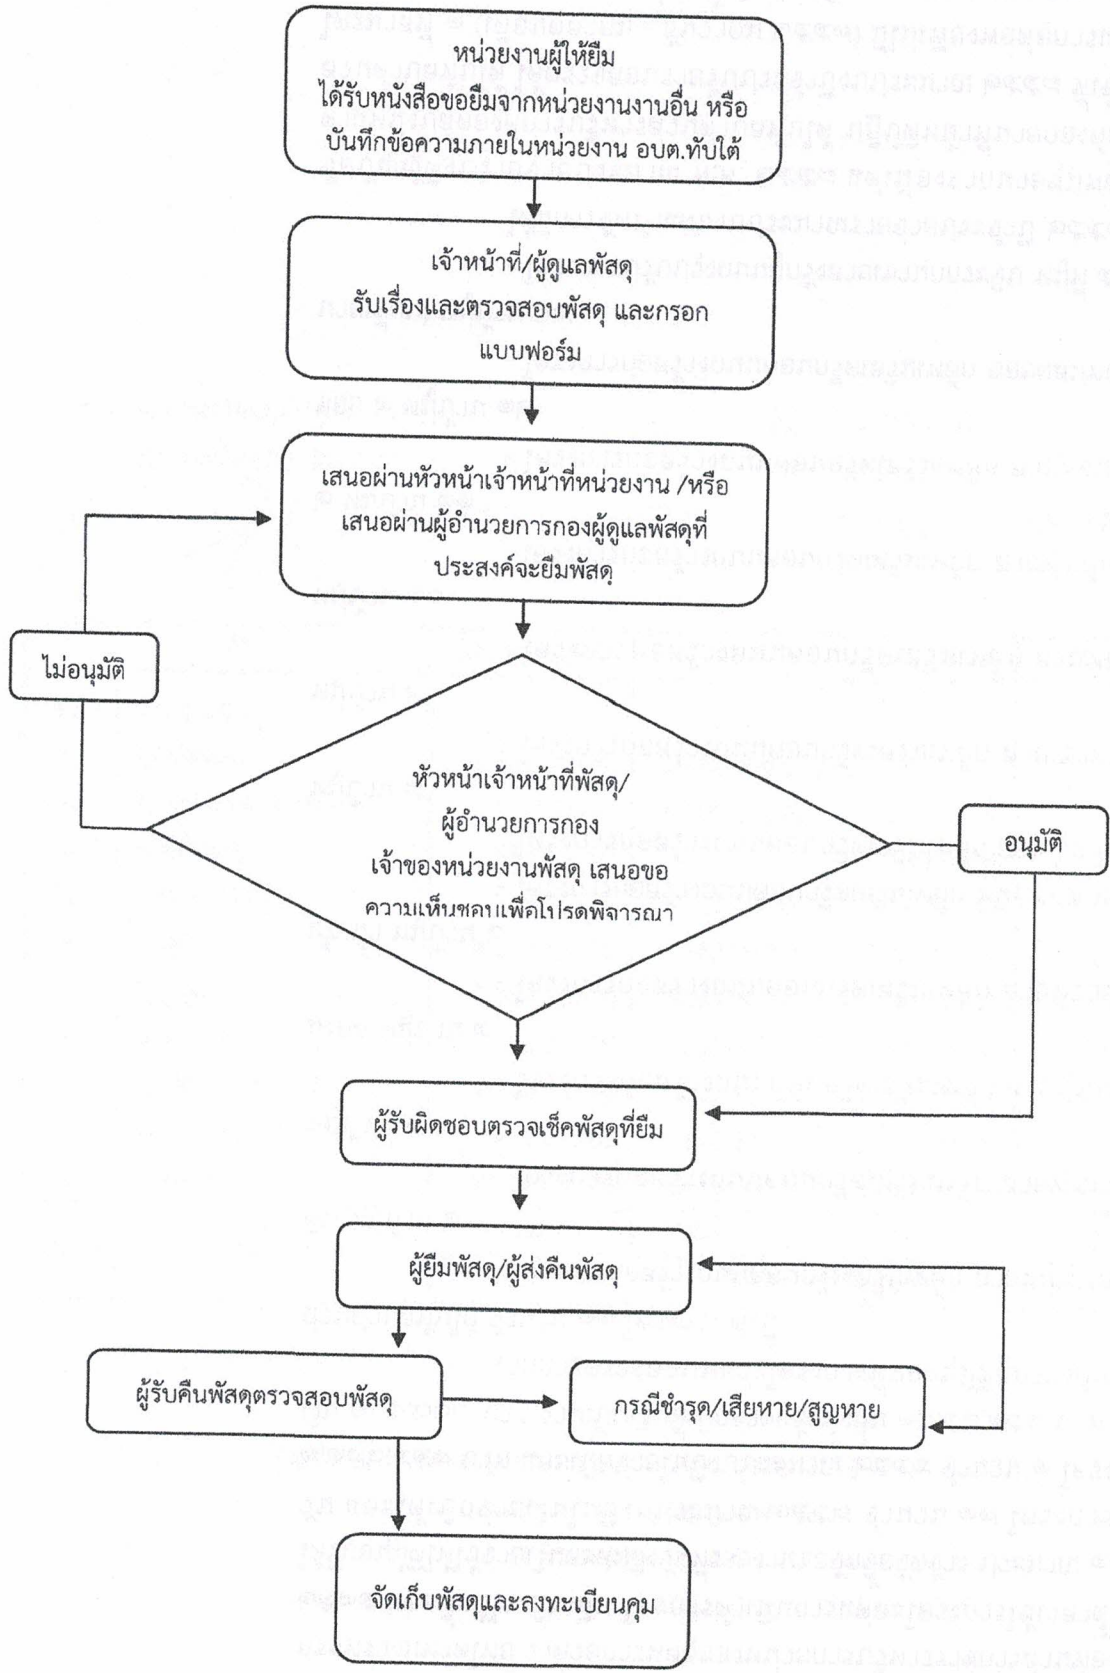 หน่วยงานผู้ให้ยืม
ได้รับหนังสือขอยืมจากหน่วยงานงานอื่น หรือ
บันทึกข้อความภายในหน่วยงาน อบต.ทับใต้
เจ้าหน้าที่/ผู้ดูแลพัสดุ
รับเรื่องและตรวจสอบพัสดุ และกรอก
แบบฟอร์ม
เสนอผ่านหัวหน้าเจ้าหน้าที่หน่วยงาน /หรือ
เสนอผ่านผู้อำนวยการกองผู้ดูแลพัสดุที่
ประสงค์จะยืมพัสดุ
ไม่อนุมัติ
หัวหน้าเจ้าหน้าที่พัสดุ/
ผู้อำนวยการกอง
เจ้าของหน่วยงานพัสดุ เสนอขอ
ความเห็นชอบเพื่อโปรดพิจารณา
อนุมัติ
ผู้รับผิดชอบตรวจเช็คพัสดุที่ยืม
ผู้ยืมพัสดุ/ผู้ส่งคืนพัสดุ
ผู้รับคืนพัสดุตรวจสอบพัสดุ
กรณีชำรุด/เสียหาย/สูญหาย
จัดเก็บพัสดุและลงทะเบียนคุม